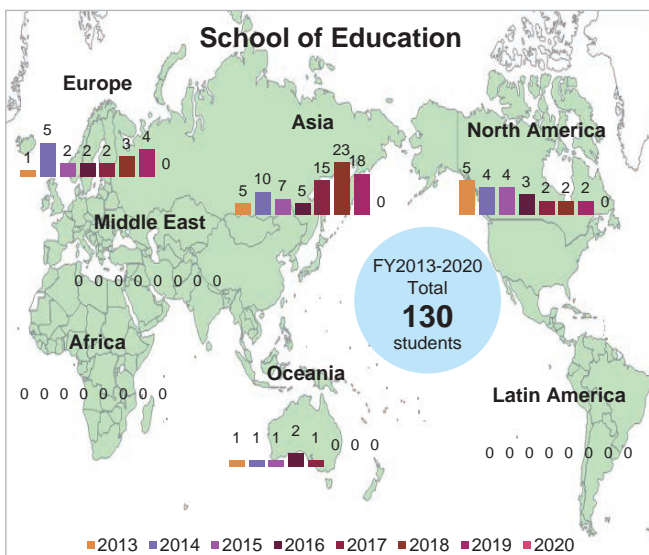 School of Education
Europe
1 5 2 2 2 3 4 0
Asia
5 10 7 5 15 23 18 0
North America
5 4 4 3 2 2 2 0
Middle East
0 0 0 0 0 0 0 0
FY2013-2020
Total
130
students
Africa
0 0 0 0 0 0 0 0
Oceania
1 1 1 2 1 0 0 0
Latin America
0 0 0 0 0 0 0 0
2013 2014 2015 2016 2017 2018 2019 2020